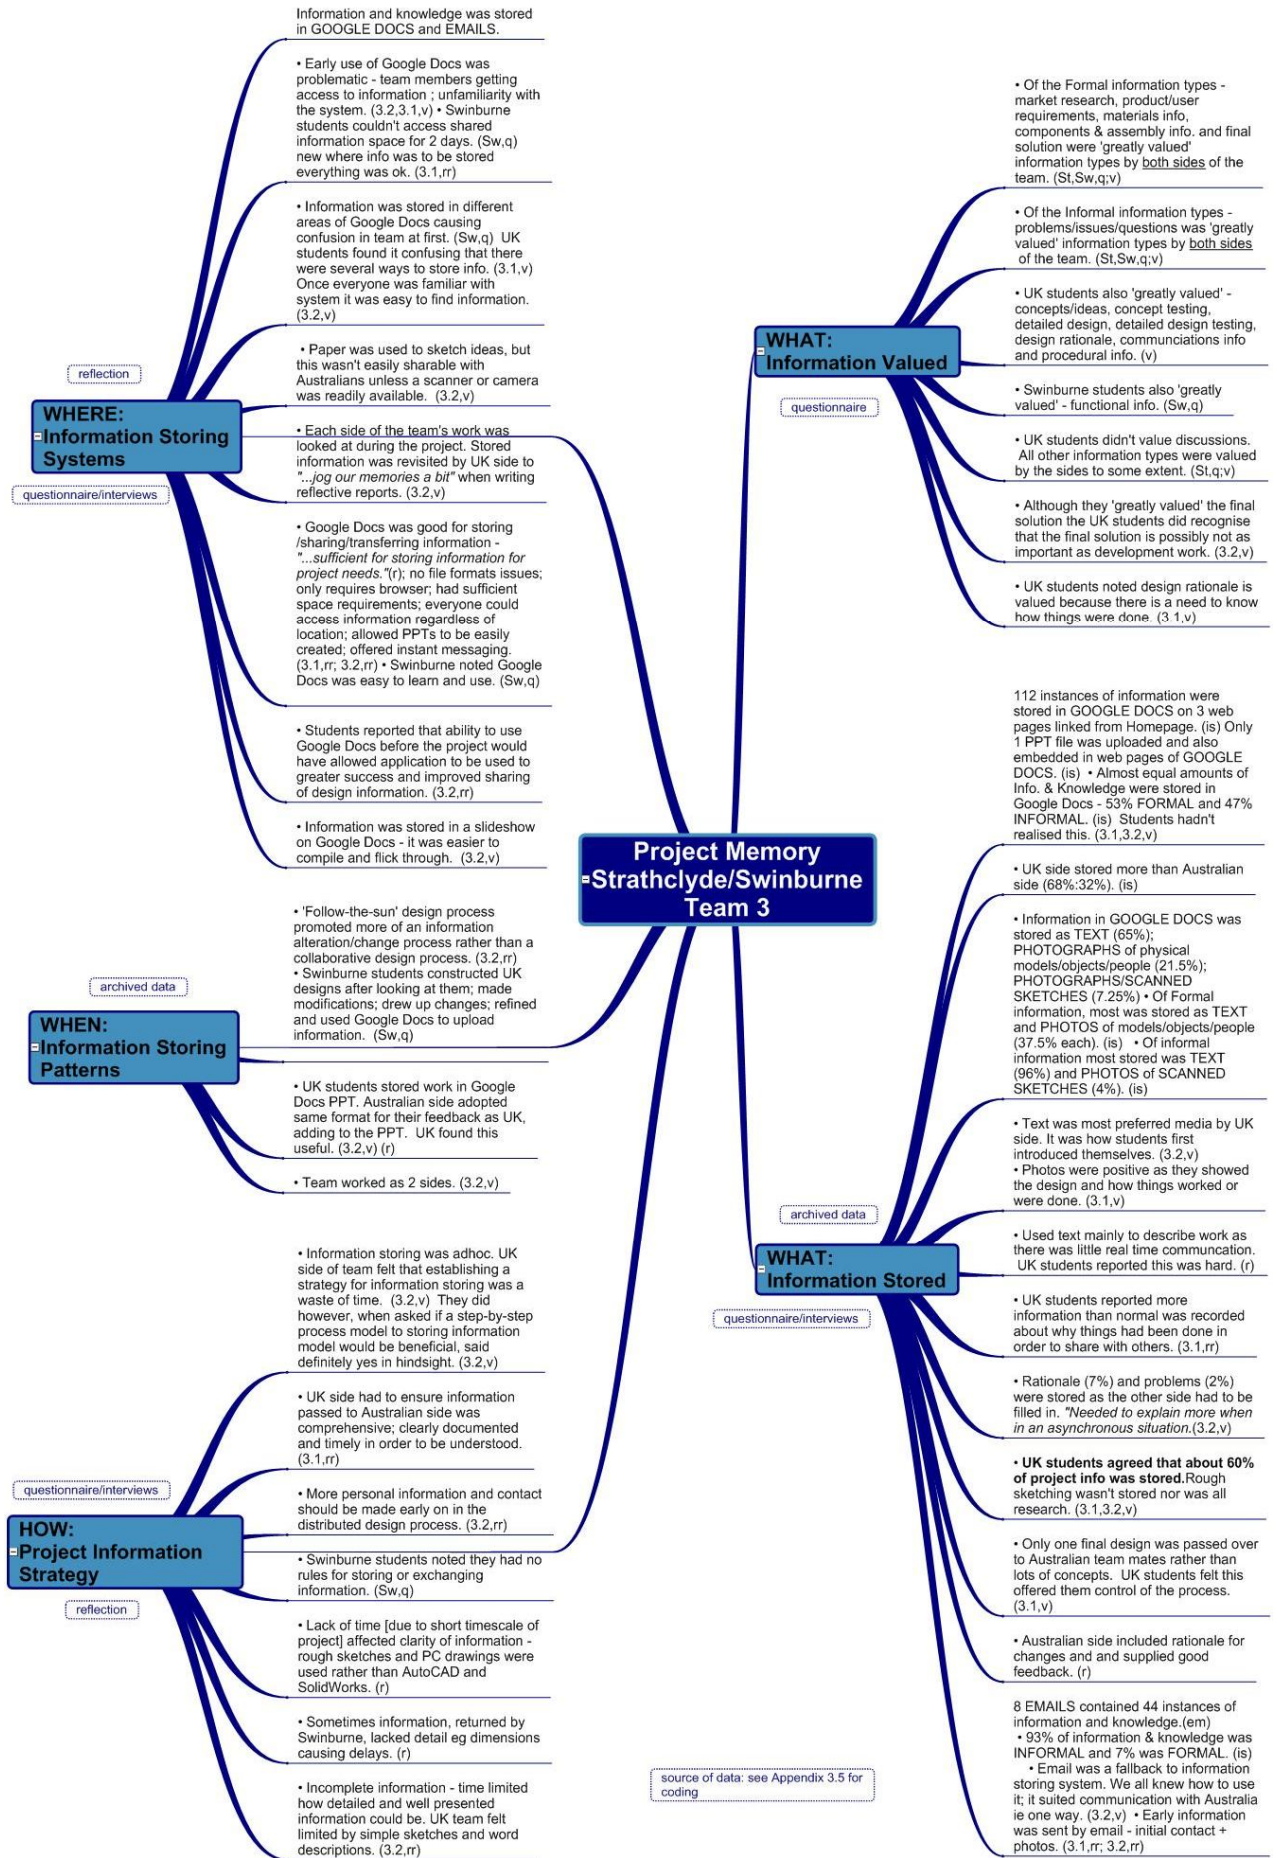 Information and knowledge was stored
in GOOGLE DOCS and EMAILS.
• Early use of Google Docs was
problematic - team members getting
access to information ; unfamiliarity with
the system. (3.2,3.1,v) • Swinburne
students couldn't access shared
information space for 2 days. (Sw,q)
new where info was to be stored
everything was ok. (3.1,rr)
• Information was stored in different
areas of Google Docs causing
confusion in team at first. (Sw,q) UK
students found it confusing that there
were several ways to store info. (3.1,v)
Once everyone was familiar with
system it was easy to find information.
(3.2,v)
• Paper was used to sketch ideas, but
this wasn't easily sharable with
Australians unless a scanner or camera
was readily available. (3.2,v)
reflection
WHERE:
Information Storing
Systems
questionnaire/interviews
• Each side of the team's work was
looked at during the project. Stored
information was revisited by UK side to
"...jog our memories a bit" when writing
reflective reports. (3.2,v)
• Google Docs was good for storing
/sharing/transferring information -
"...sufficient for storing information for
project needs."(r); no file formats issues;
only requires browser; had sufficient
space requirements; everyone could
access information regardless of
location; allowed PPTs to be easily
created; offered instant messaging.
(3.1,rr; 3.2,rr) • Swinburne noted Google
Docs was easy to learn and use. (Sw,q)
• Students reported that ability to use
Google Docs before the project would
have allowed application to be used to
greater success and improved sharing
of design information. (3.2,rr)
• Information was stored in a slideshow
on Google Docs - it was easier to
compile and flick through. (3.2,v)
Project Memory
Strathclyde/Swinburne
Team 3
• 'Follow-the-sun' design process
promoted more of an information
alteration/change process rather than a
collaborative design process. (3.2,rr)
• Swinburne students constructed UK
designs after looking at them; made
modifications; drew up changes; refined
and used Google Docs to upload
information. (Sw,q)
archived data
WHEN:
Information Storing
Patterns
• UK students stored work in Google
Docs PPT. Australian side adopted
same format for their feedback as UK,
adding to the PPT. UK found this
useful. (3.2,v) (r)
• Team worked as 2 sides. (3.2,v)
• Information storing was adhoc. UK
side of team felt that establishing a
strategy for information storing was a
waste of time. (3.2,v) They did
however, when asked if a step-by-step
process model to storing information
model would be beneficial, said
definitely yes in hindsight. (3.2,v)
• UK side had to ensure information
passed to Australian side was
comprehensive; clearly documented
and timely in order to be understood.
(3.1,rr)
questionnaire/interviews
HOW:
Project Information
Strategy
reflection
• More personal information and contact
should be made early on in the
distributed design process. (3.2,rr)
• Swinburne students noted they had no
rules for storing or exchanging
information. (Sw,q)
• Lack of time [due to short timescale of
project] affected clarity of information -
rough sketches and PC drawings were
used rather than AutoCAD and
SolidWorks. (r)
• Sometimes information, returned by
Swinburne, lacked detail eg dimensions
causing delays. (r)
• Incomplete information - time limited
how detailed and well presented
information could be. UK team felt
limited by simple sketches and word
descriptions. (3.2,rr)
• Of the Formal information types -
market research, product/user
requirements, materials info,
components & assembly info. and final
solution were 'greatly valued'
information types by both sides of the
team. (St,Sw,q;v)
• Of the Informal information types -
problems/issues/questions was 'greatly
valued' information types by both sides
of the team. (St,Sw,q;v)
WHAT:
Information Valued
questionnaire
• UK students also 'greatly valued' -
concepts/ideas, concept testing,
detailed design, detailed design testing,
design rationale, communciations info
and procedural info. (v)
• Swinburne students also 'greatly
valued' - functional info. (Sw,q)
• UK students didn't value discussions.
All other information types were valued
by the sides to some extent. (St,q;v)
• Although they 'greatly valued' the final
solution the UK students did recognise
that the final solution is possibly not as
important as development work. (3.2,v)
• UK students noted design rationale is
valued because there is a need to know
how things were done. (3.1,v)
112 instances of information were
stored in GOOGLE DOCS on 3 web
pages linked from Homepage. (is) Only
1 PPT file was uploaded and also
embedded in web pages of GOOGLE
DOCS. (is) • Almost equal amounts of
Info. & Knowledge were stored in
Google Docs - 53% FORMAL and 47%
INFORMAL. (is) Students hadn't
realised this. (3.1,3.2,v)
• UK side stored more than Australian
side (68%:32%). (is)
• Information in GOOGLE DOCS was
stored as TEXT (65%);
PHOTOGRAPHS of physical
models/objects/people (21.5%);
PHOTOGRAPHS/SCANNED
SKETCHES (7.25%) • Of Formal
information, most was stored as TEXT
and PHOTOS of models/objects/people
(37.5% each). (is) • Of informal
information most stored was TEXT
(96%) and PHOTOS of SCANNED
SKETCHES (4%). (is)
• Text was most preferred media by UK
side. It was how students first
introduced themselves. (3.2,v)
• Photos were positive as they showed
the design and how things worked or
were done. (3.1,v)
archived data
WHAT:
Information Stored
questionnaire/interviews
• Used text mainly to describe work as
there was little real time communcation.
UK students reported this was hard. (r)
• UK students reported more
information than normal was recorded
about why things had been done in
order to share with others. (3.1,rr)
• Rationale (7%) and problems (2%)
were stored as the other side had to be
filled in. "Needed to explain more when
in an asynchronous situation.(3.2,v)
• UK students agreed that about 60%
of project info was stored.Rough
sketching wasn't stored nor was all
research. (3.1,3.2,v)
• Only one final design was passed over
to Australian team mates rather than
lots of concepts. UK students felt this
offered them control of the process.
(3.1,v)
• Australian side included rationale for
changes and and supplied good
feedback. (r)
8 EMAILS contained 44 instances of
information and knowledge.(em)
• 93% of information & knowledge was
INFORMAL and 7% was FORMAL. (is)
• Email was a fallback to information
storing system. We all knew how to use
it; it suited communication with Australia
ie one way. (3.2,v) • Early information
was sent by email - initial contact +
photos. (3.1,rr; 3.2,rr)
source of data: see Appendix 3.5 for
coding